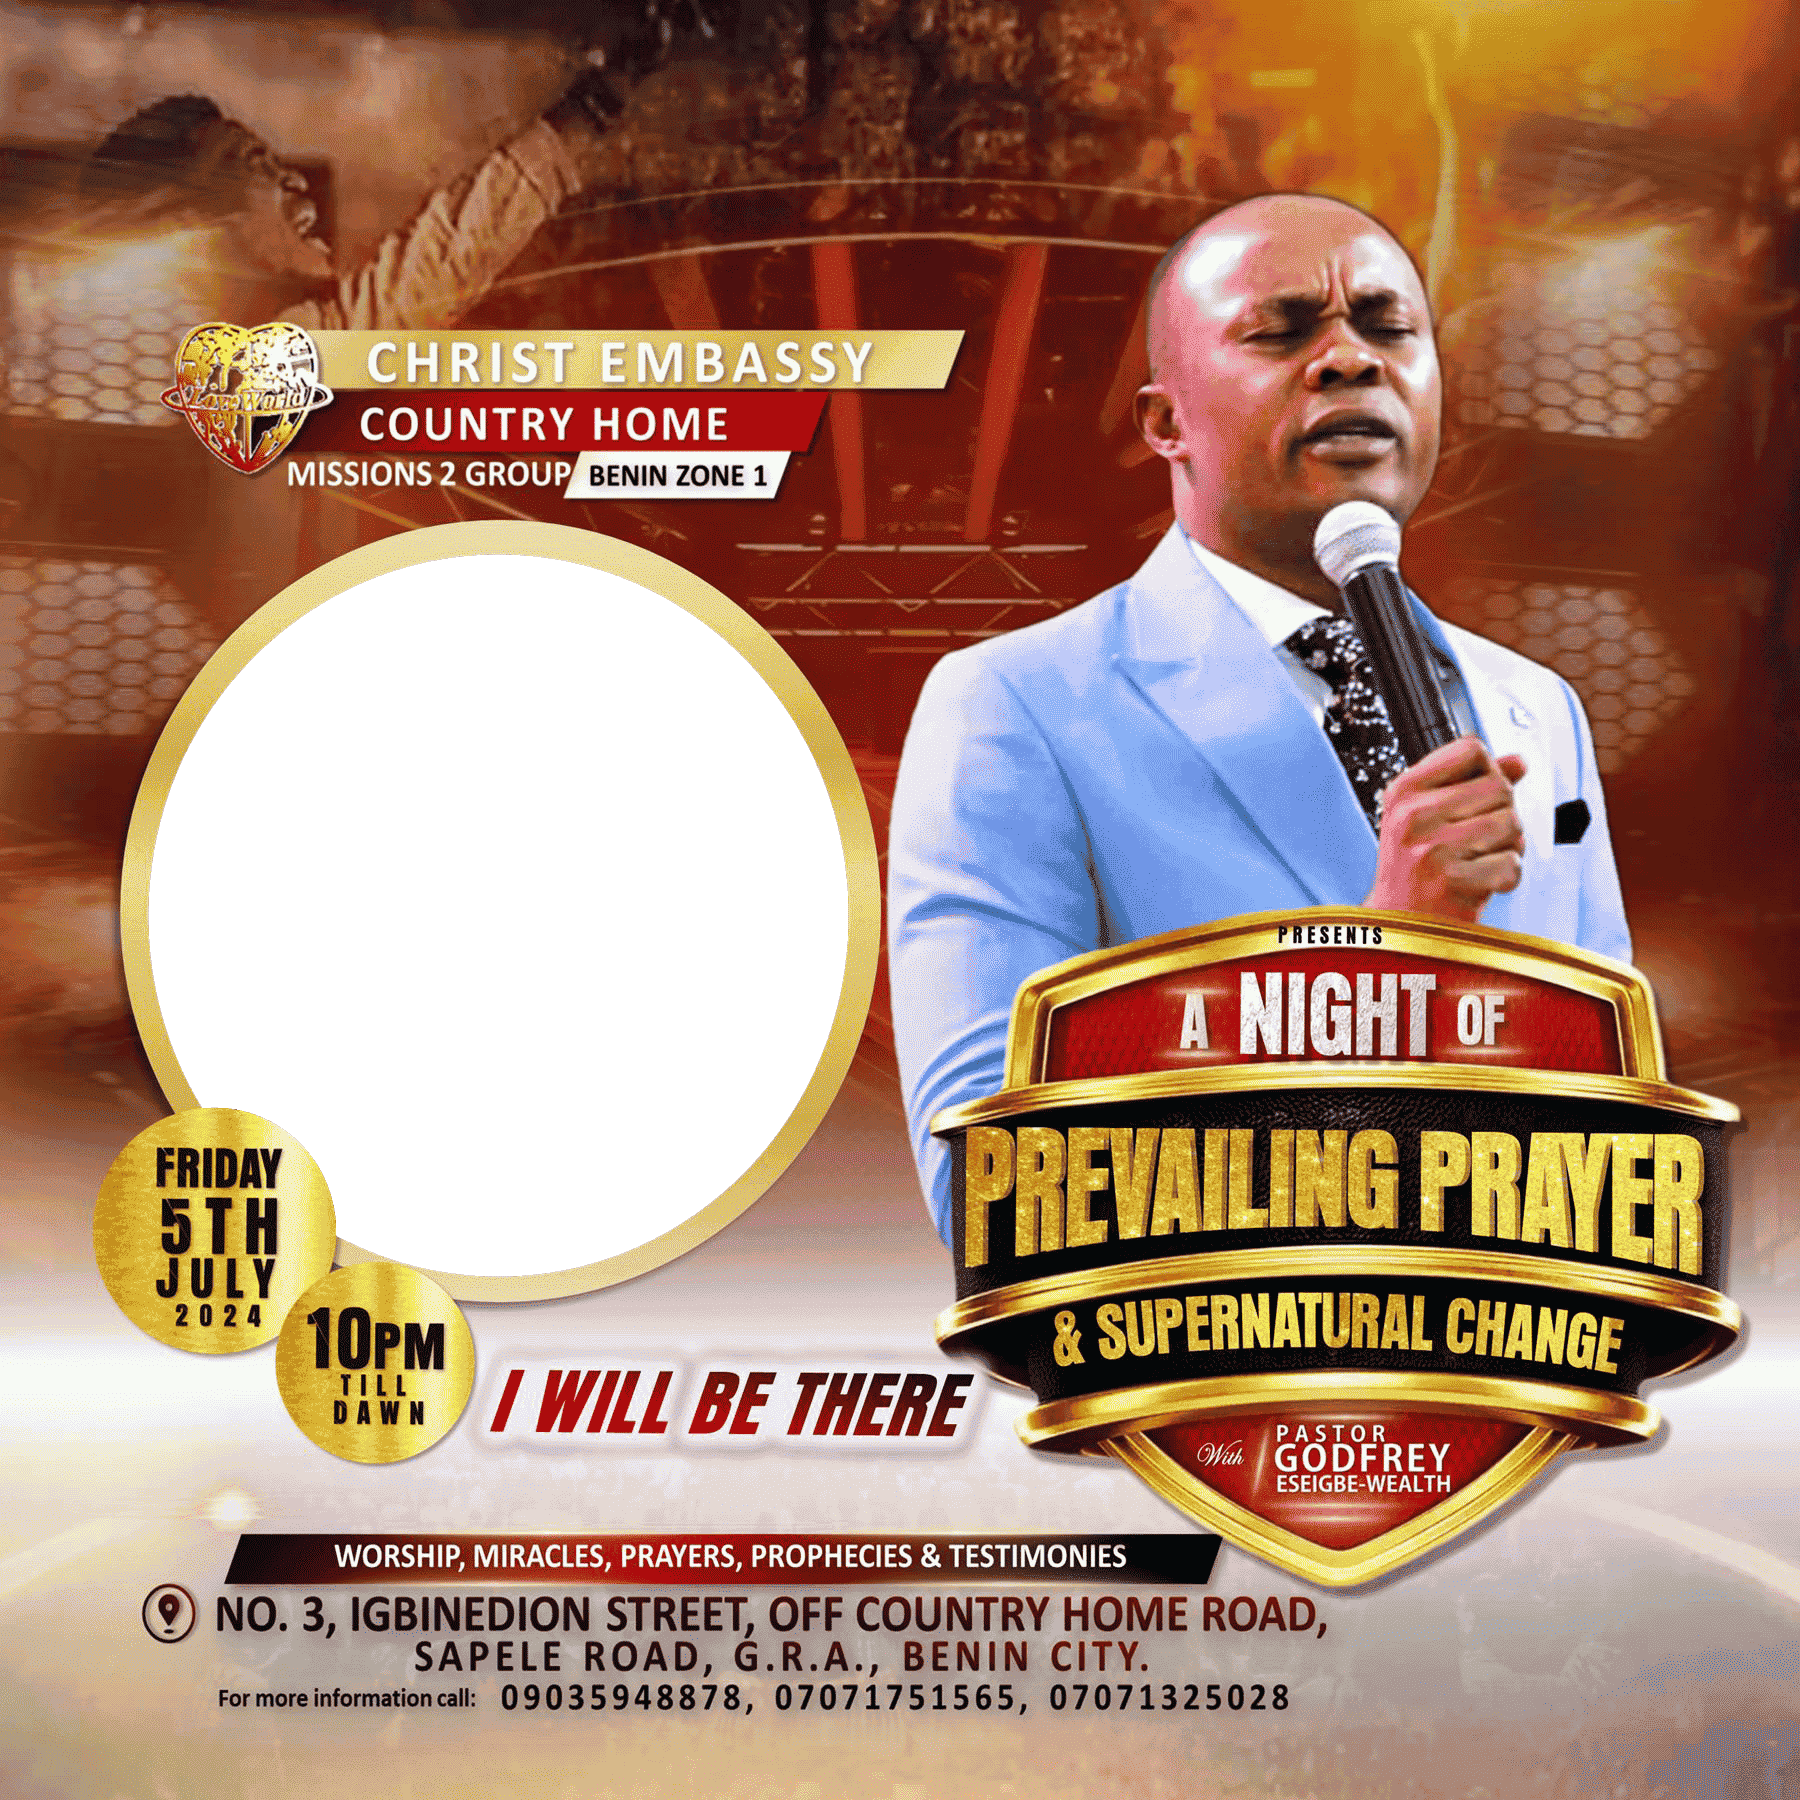 CHRIST EMBASSY
COUNTRY HOME
MISSIONS 2 GROUP BENIN ZONE 1
LoveWorld
PRESENTS
A NIGHT OF
PREVAILING PRAYER
& SUPERNATURAL CHANGE
With PASTOR
GODFREY
ESEIGBE-WEALTH
FRIDAY
5TH
JULY
2024
10PM
TILL
DAWN
I WILL BE THERE
WORSHIP, MIRACLES, PRAYERS, PROPHECIES & TESTIMONIES
NO. 3, IGBINEDION STREET, OFF COUNTRY HOME ROAD,
SAPELE ROAD, G.R.A., BENIN CITY.
For more information call: 09035948878, 07071751565, 07071325028